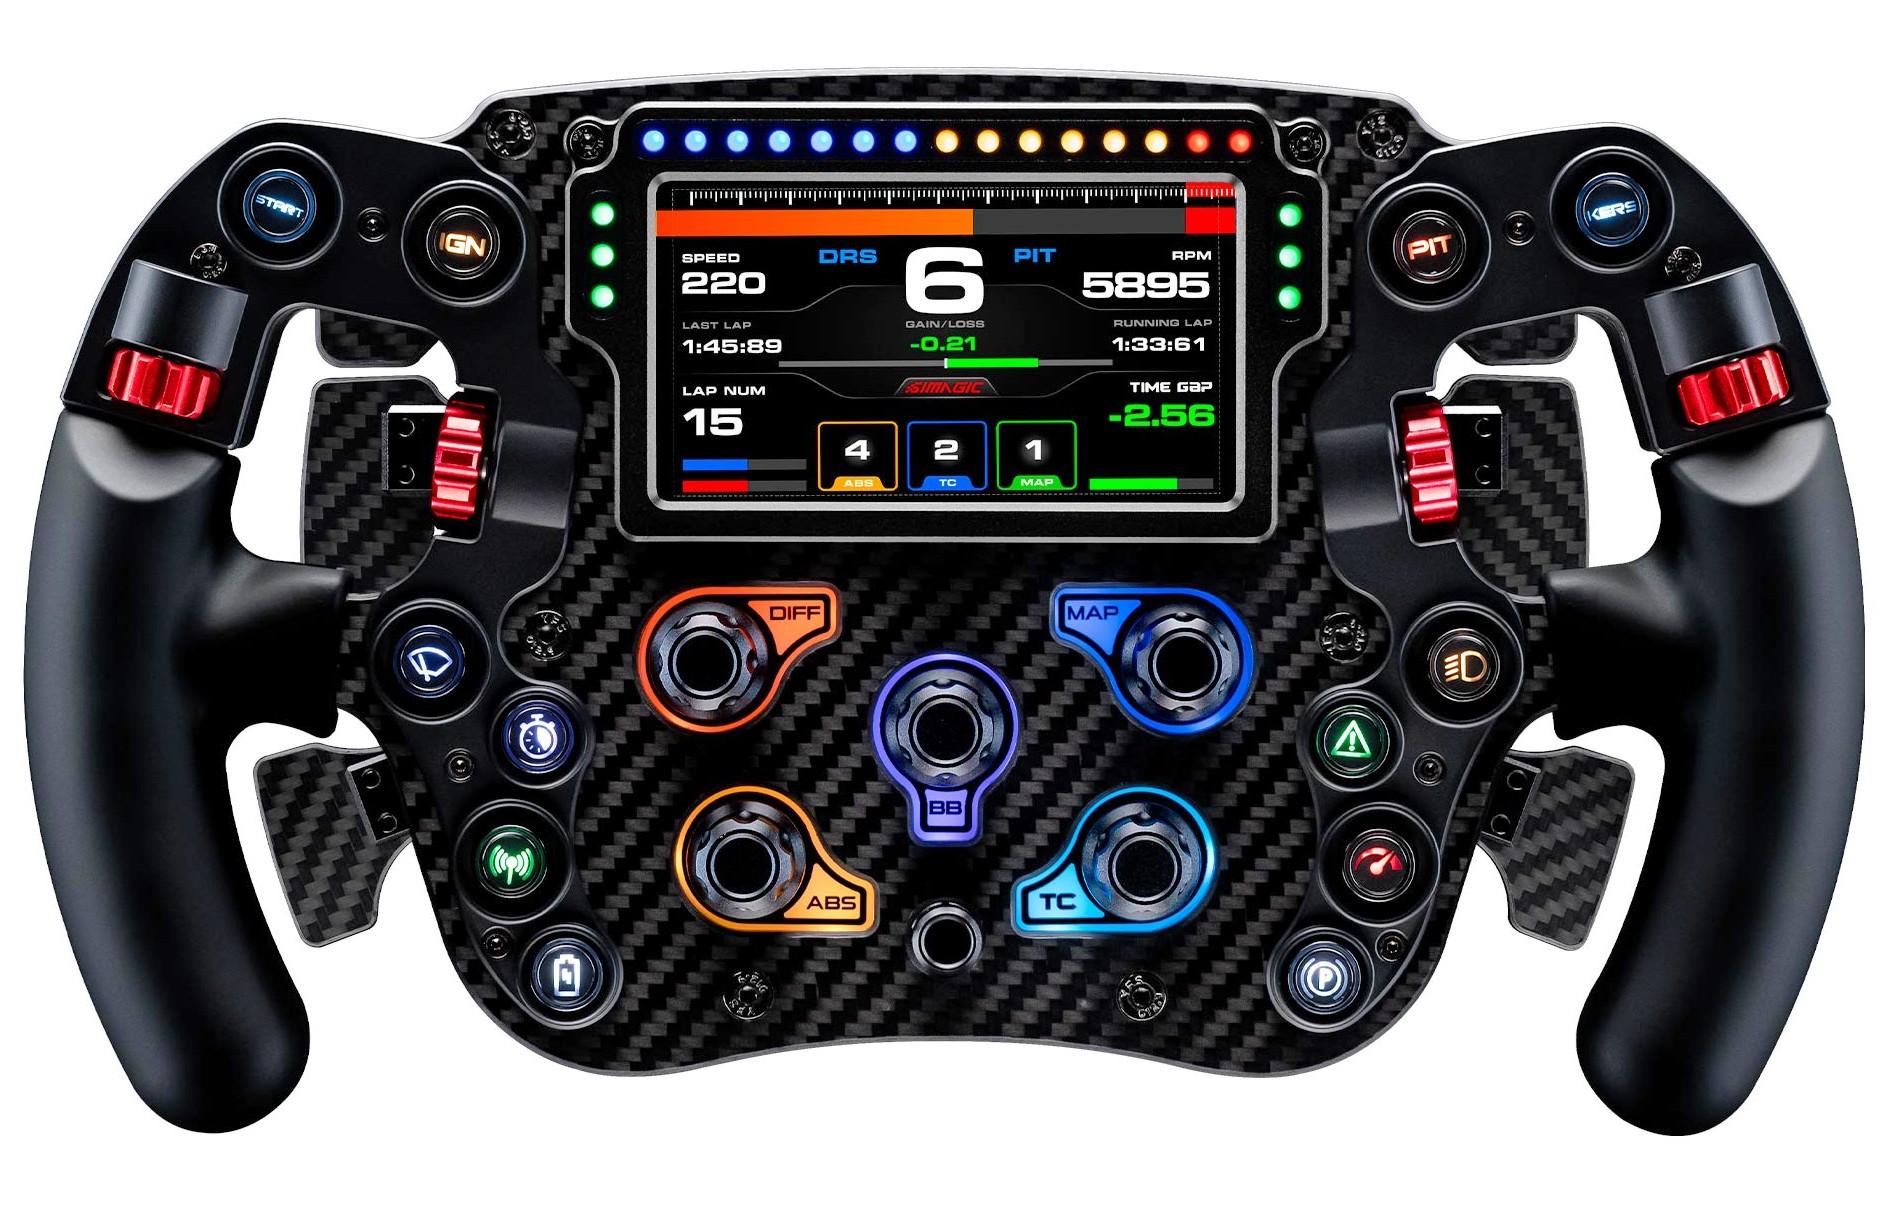 START
IGN
PIT
KERS
SPEED
220
DRS
6
PIT
RPM
5895
LAST LAP
1:45:89
GAIN/LOSS
-0.21
RUNNING LAP
1:33:61
SIMAGIC
LAP NUM
15
TIME GAP
-2.56
4
ABS
2
TC
1
MAP
DIFF
MAP
BB
ABS
TC
P